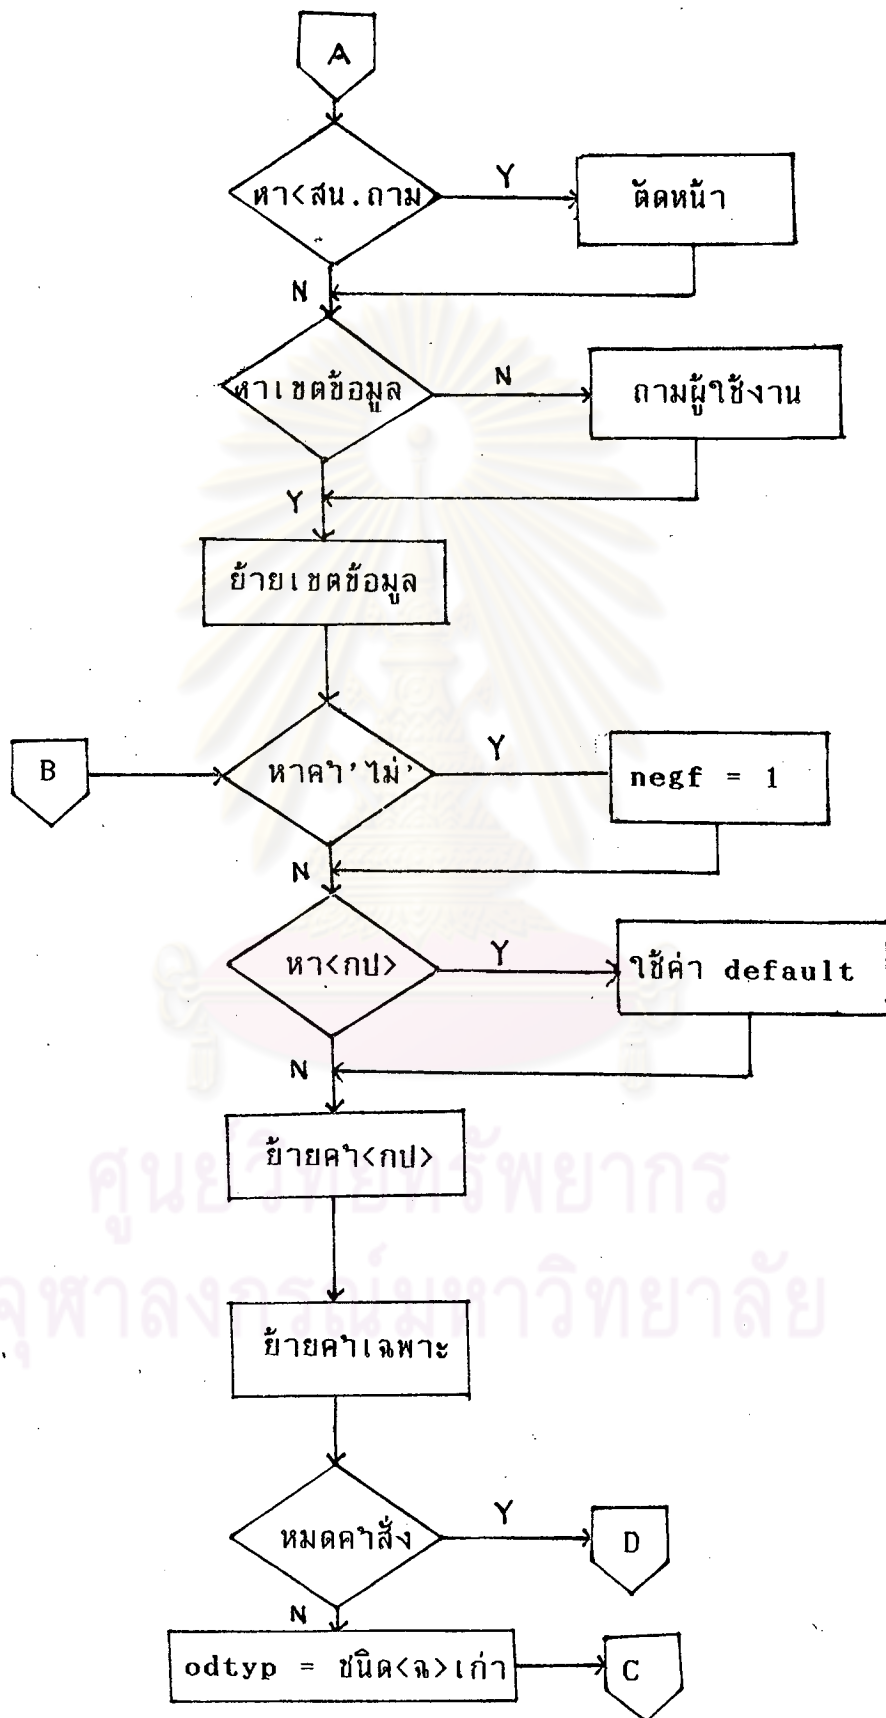 A
หา<สน.ถาม
Y
ตัดหน้า
N
หาเขตข้อมูล
N
ถามผู้ใช้งาน
Y
ย้ายเขตข้อมูล
B
หาคำ'ไม่'
Y
negf = 1
N
หา<กป>
Y
ใช้ค่า default
N
ย้ายคำ<กป>
ศูนย์วิทยทรัพยากร
จุฬาลงกรณ์มหาวิทยาลัย
ย้ายคำเฉพาะ
หมดคำสั่ง
Y
D
N
odtyp = ชนิด<ฉ>เก่า
C